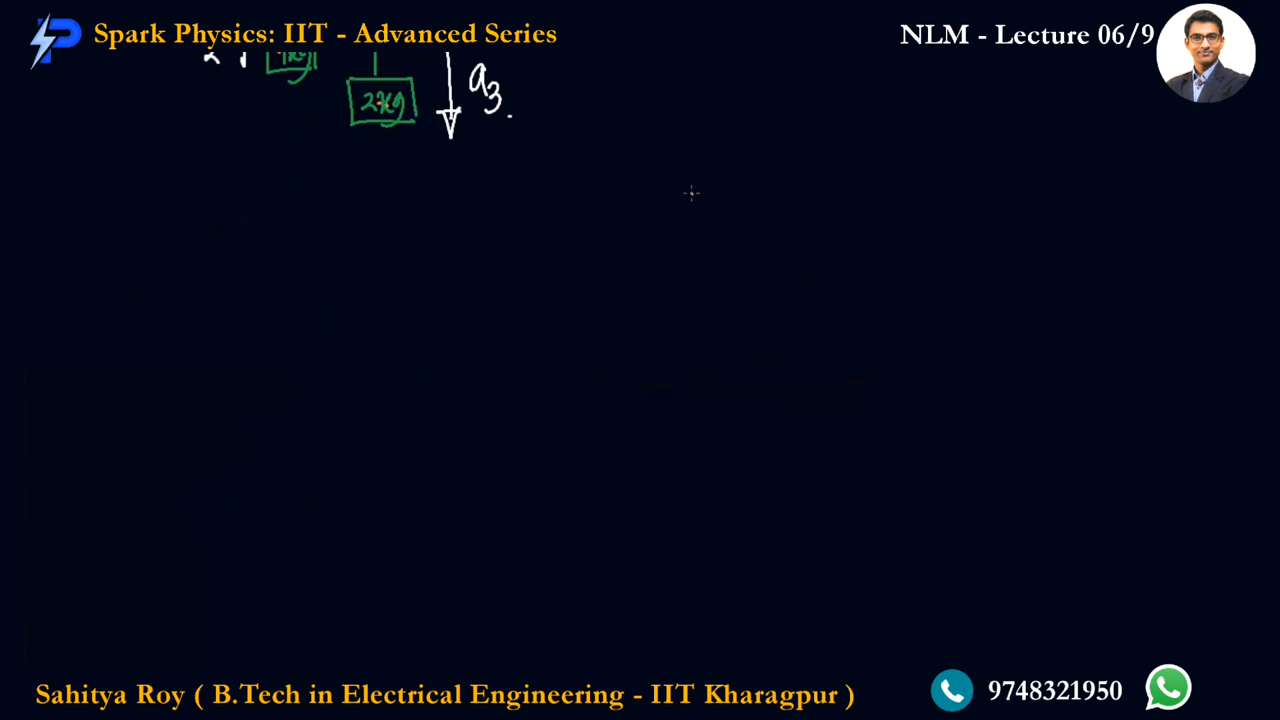 Spark Physics: IIT - Advanced Series
NLM - Lecture 06/9
2kg
a3.
Sahitya Roy ( B.Tech in Electrical Engineering - IIT Kharagpur )
9748321950